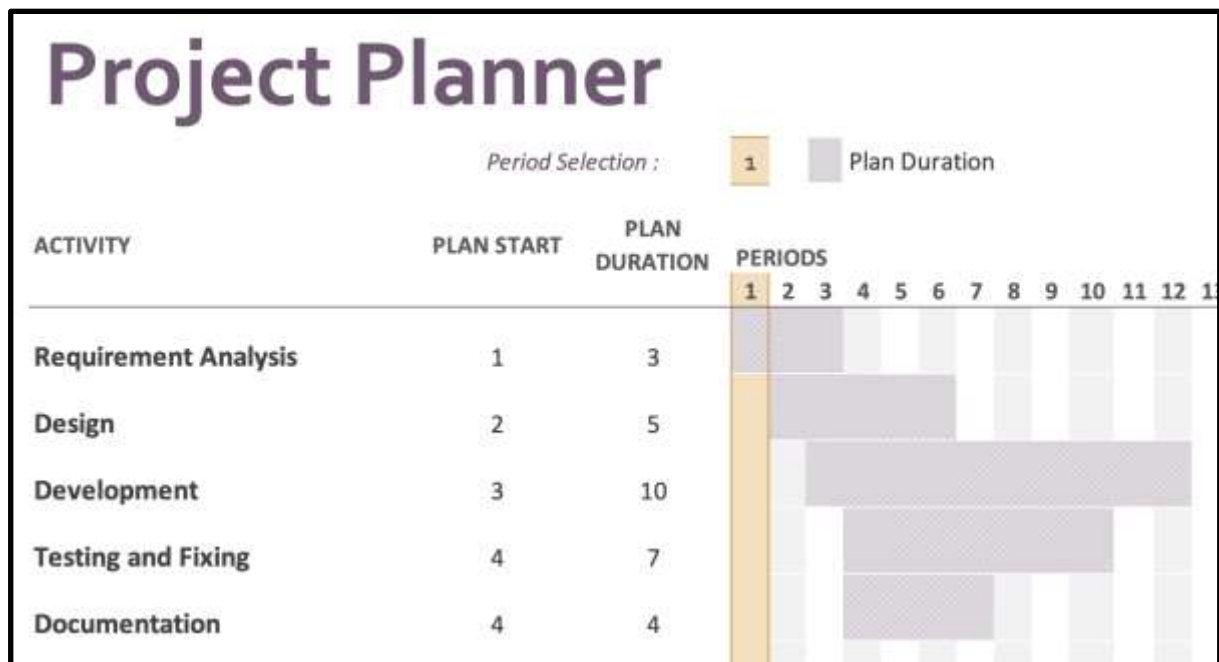 Project Planner
Period Selection : 1 Plan Duration
ACTIVITY PLAN START PLAN DURATION PERIODS
1 2 3 4 5 6 7 8 9 10 11 12
Requirement Analysis 1 3
Design 2 5
Development 3 10
Testing and Fixing 4 7
Documentation 4 4